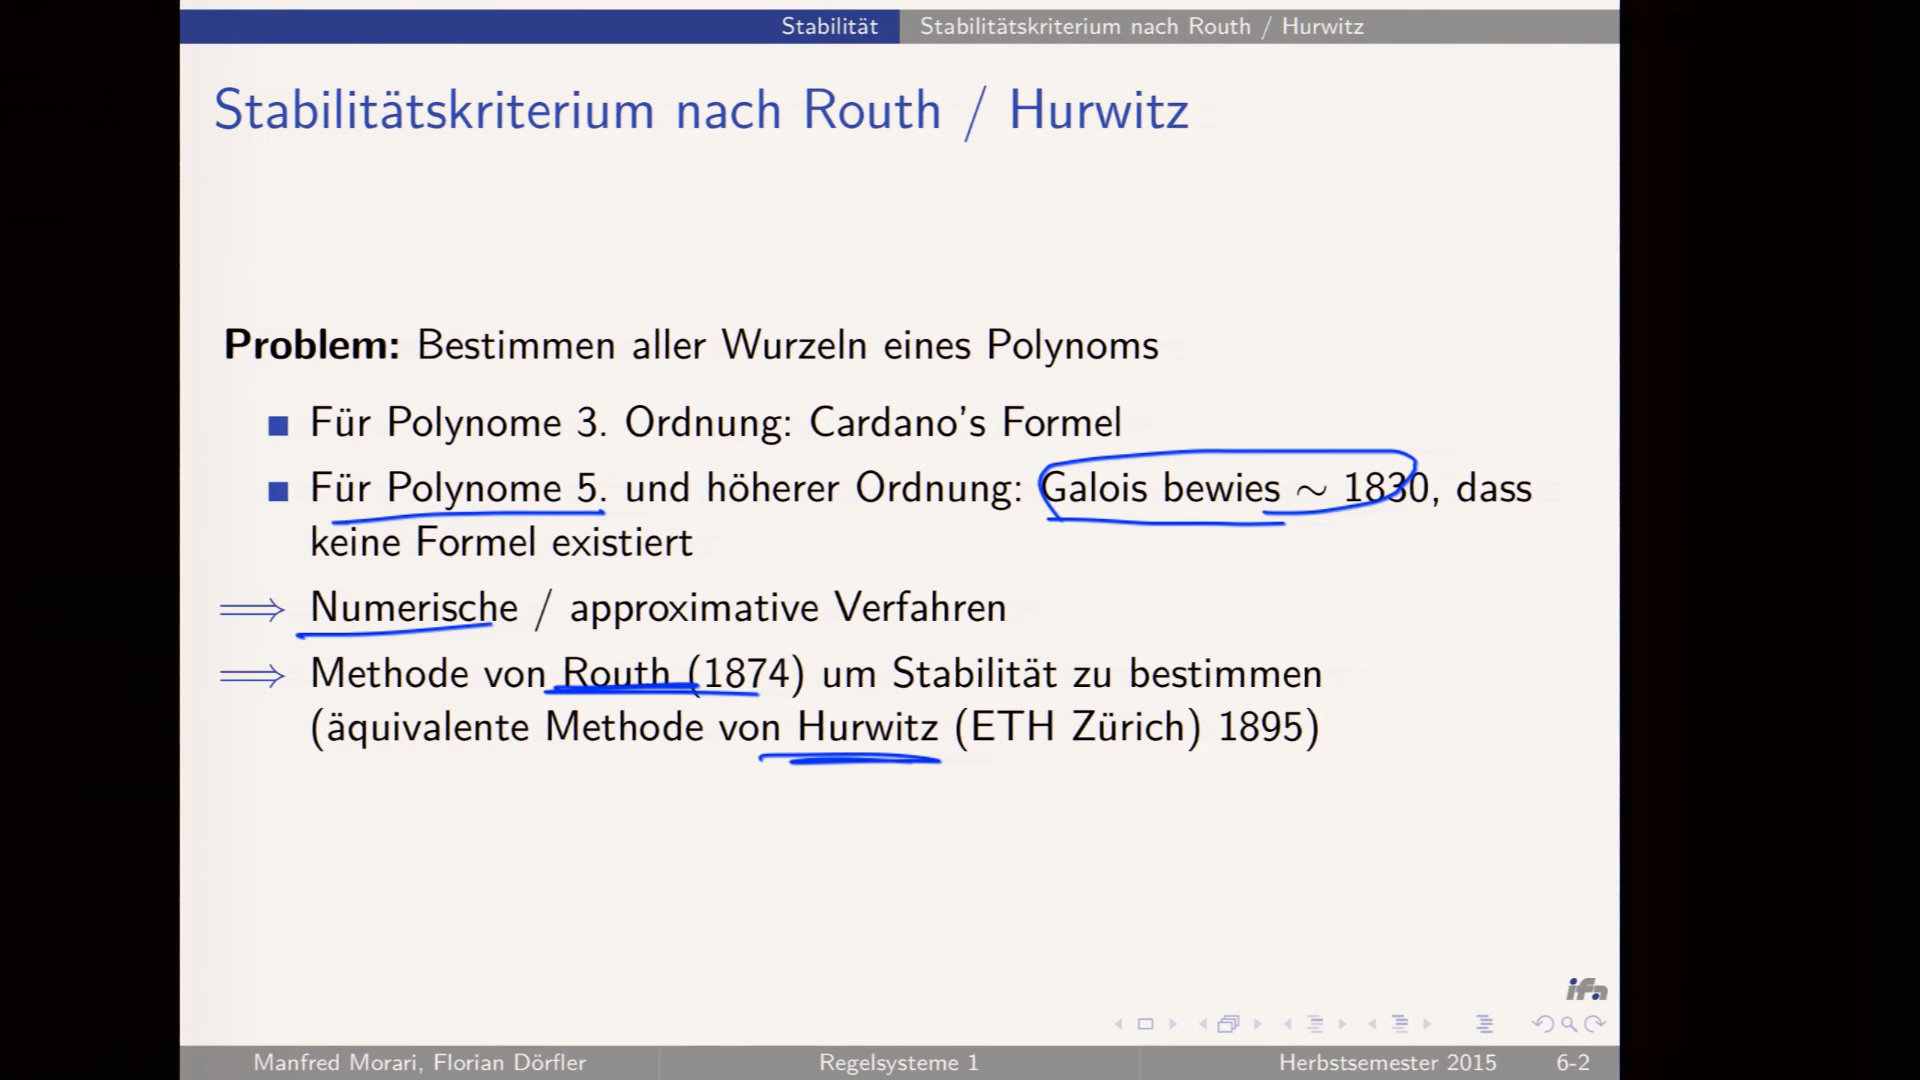 Stabilität Stabilitätskriterium nach Routh / Hurwitz
Stabilitätskriterium nach Routh / Hurwitz
Problem: Bestimmen aller Wurzeln eines Polynoms
Für Polynome 3. Ordnung: Cardano's Formel
Für Polynome 5. und höherer Ordnung: Galois bewies ∼ 1830, dass
keine Formel existiert
⟹ Numerische / approximative Verfahren
⟹ Methode von Routh (1874) um Stabilität zu bestimmen
(äquivalente Methode von Hurwitz (ETH Zürich) 1895)
ifa
Manfred Morari, Florian Dörfler Regelsysteme 1 Herbstsemester 2015 6-2